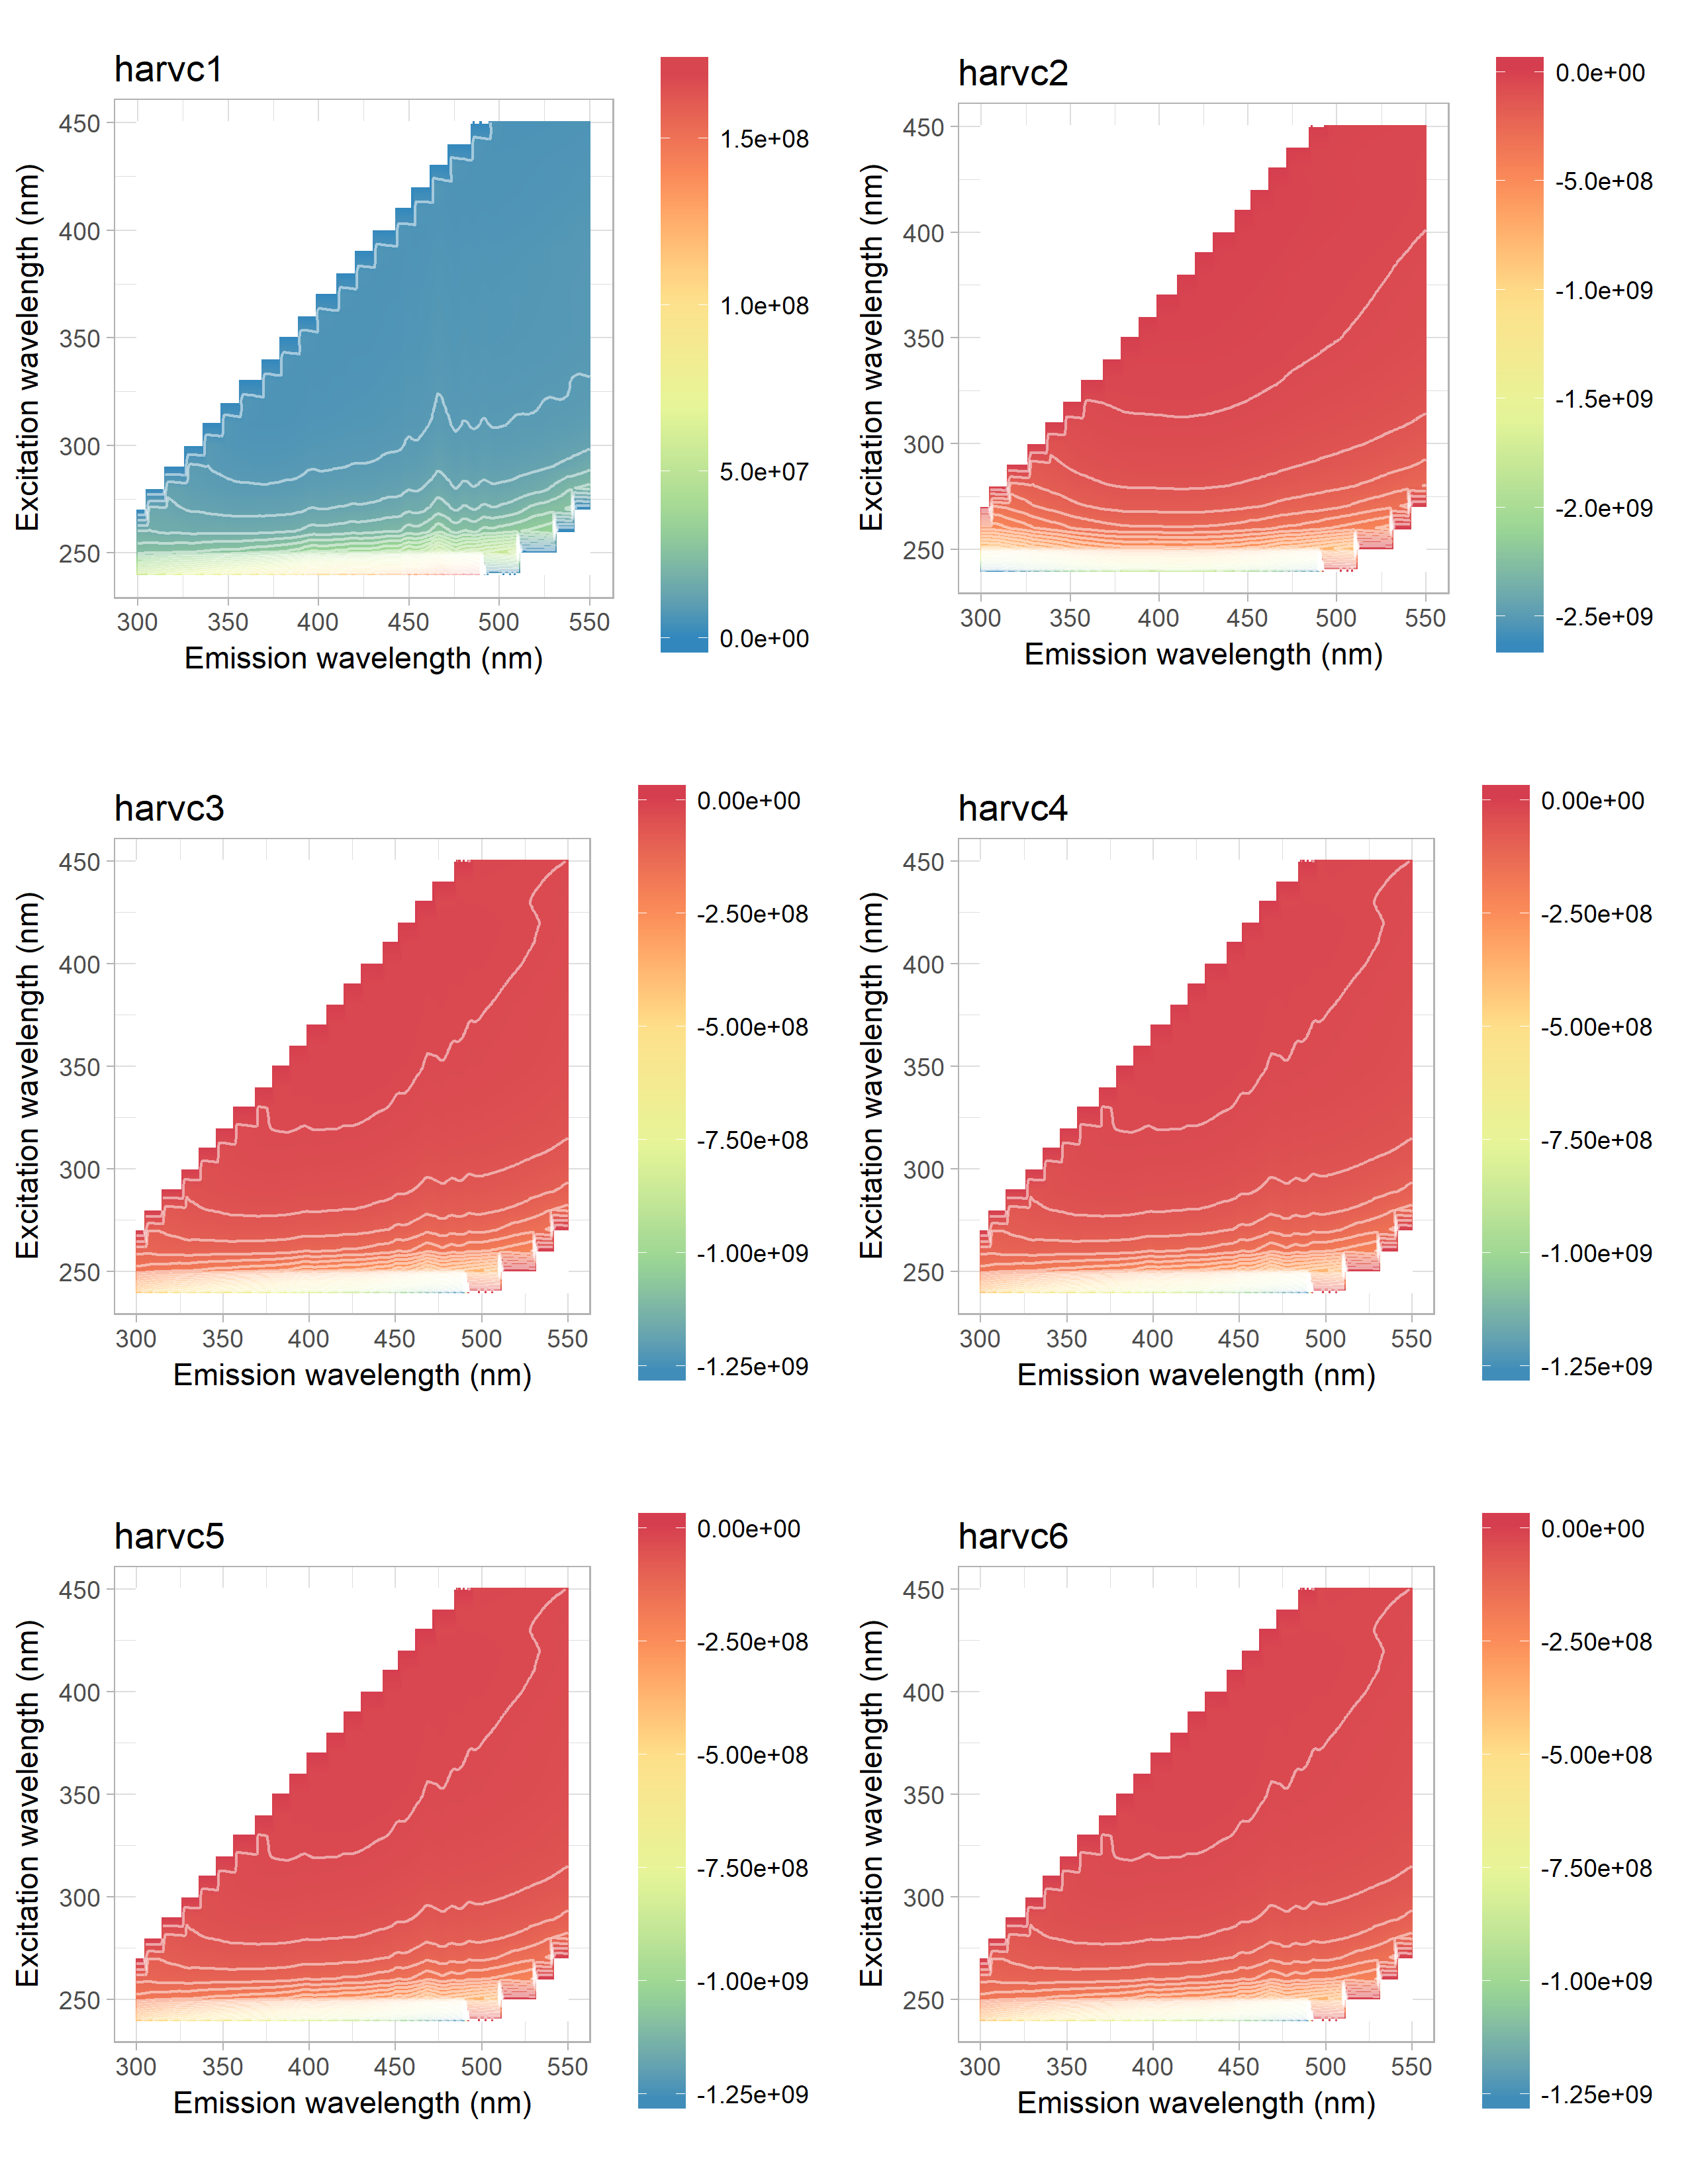 harvc1
Excitation wavelength (nm)
450
400
350
300
250
300 350 400 450 500 550
Emission wavelength (nm)
1.5e+08
1.0e+08
5.0e+07
0.0e+00
harvc2
Excitation wavelength (nm)
450
400
350
300
250
300 350 400 450 500 550
Emission wavelength (nm)
0.0e+00
-5.0e+08
-1.0e+09
-1.5e+09
-2.0e+09
-2.5e+09
harvc3
Excitation wavelength (nm)
450
400
350
300
250
300 350 400 450 500 550
Emission wavelength (nm)
0.00e+00
-2.50e+08
-5.00e+08
-7.50e+08
-1.00e+09
-1.25e+09
harvc4
Excitation wavelength (nm)
450
400
350
300
250
300 350 400 450 500 550
Emission wavelength (nm)
0.00e+00
-2.50e+08
-5.00e+08
-7.50e+08
-1.00e+09
-1.25e+09
harvc5
Excitation wavelength (nm)
450
400
350
300
250
300 350 400 450 500 550
Emission wavelength (nm)
0.00e+00
-2.50e+08
-5.00e+08
-7.50e+08
-1.00e+09
-1.25e+09
harvc6
Excitation wavelength (nm)
450
400
350
300
250
300 350 400 450 500 550
Emission wavelength (nm)
0.00e+00
-2.50e+08
-5.00e+08
-7.50e+08
-1.00e+09
-1.25e+09